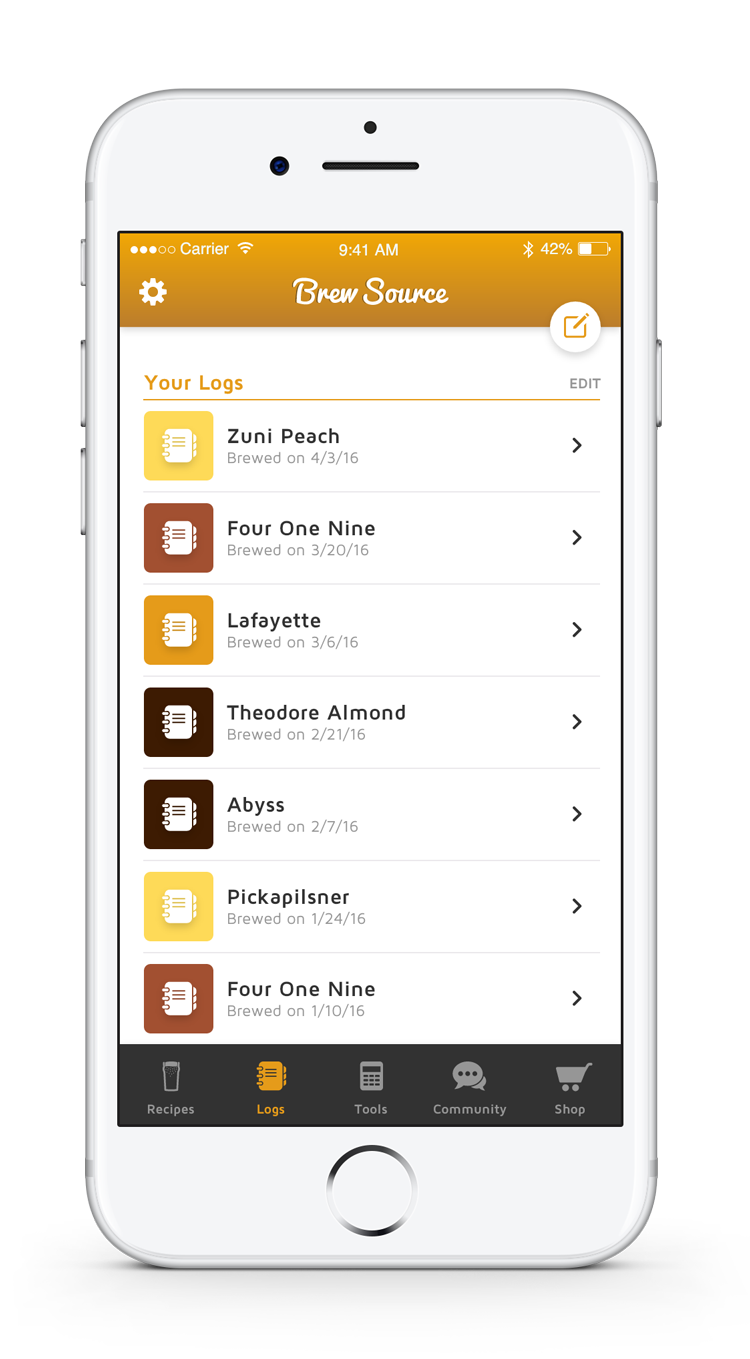 Carrier 9:41 AM 42%
Brew Source
Your Logs EDIT
Zuni Peach
Brewed on 4/3/16
Four One Nine
Brewed on 3/20/16
Lafayette
Brewed on 3/6/16
Theodore Almond
Brewed on 2/21/16
Abyss
Brewed on 2/7/16
Pickapilsner
Brewed on 1/24/16
Four One Nine
Brewed on 1/10/16
Recipes Logs Tools Community Shop